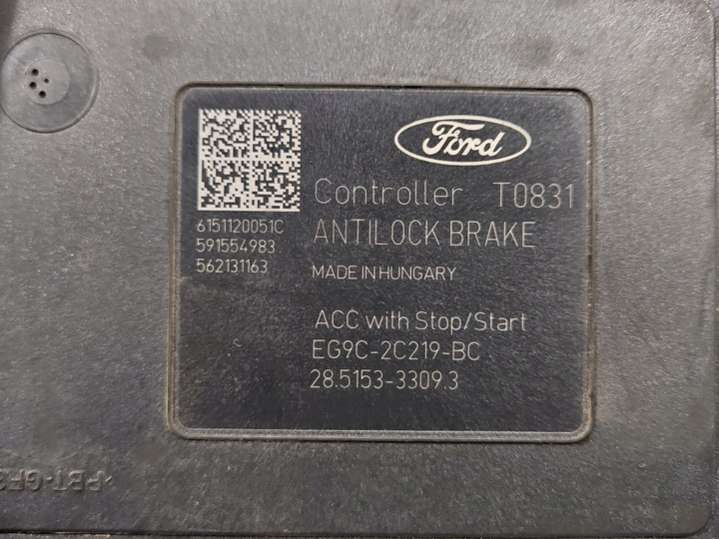 Ford
Controller T0831
6151120051C
ANTILOCK BRAKE
591554983
562131163
MADE IN HUNGARY
ACC with Stop/Start
EG9C-2C219-BC
28.5153-3309.3